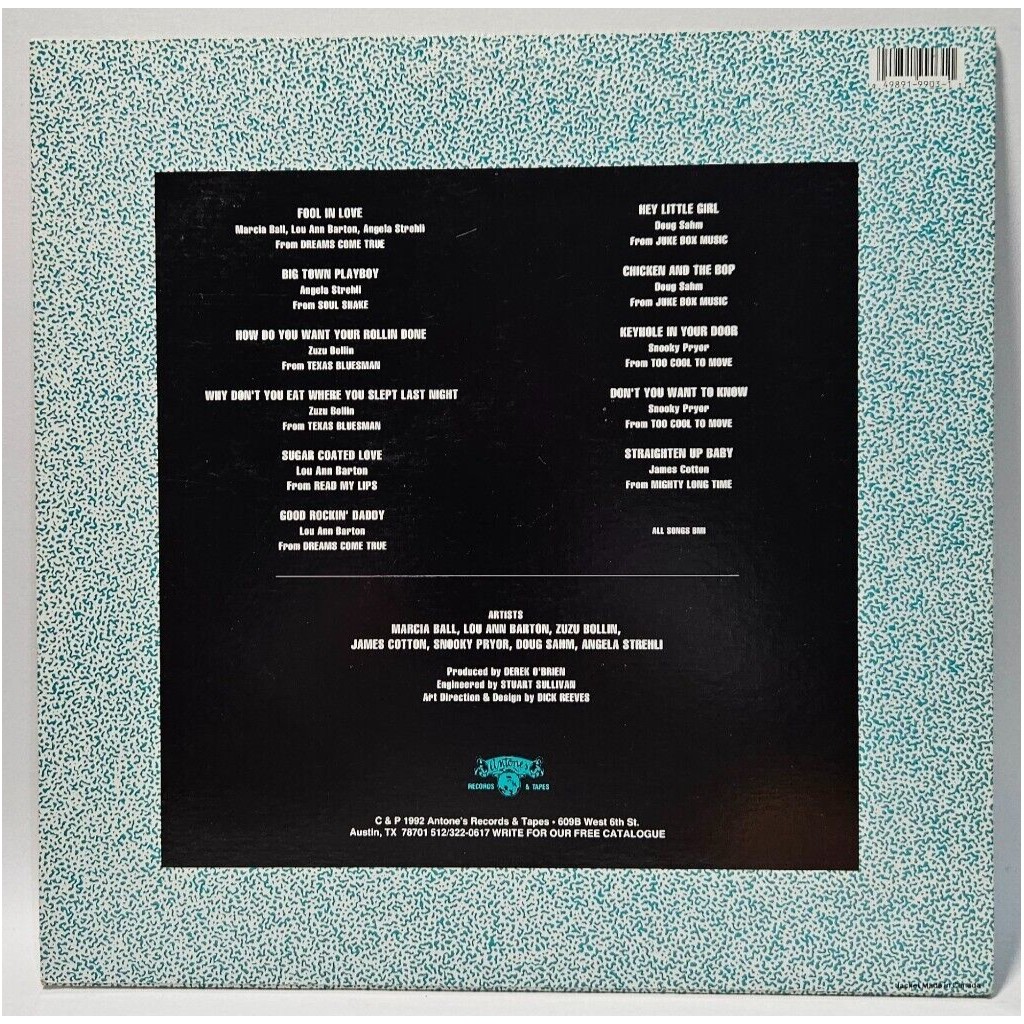 49891-9903-1
FOOL IN LOVE
Marcia Ball, Lou Ann Barton, Angela Strehli
From DREAMS COME TRUE
BIG TOWN PLAYBOY
Angela Strehli
From SOUL SHAKE
HOW DO YOU WANT YOUR ROLLIN DONE
Zuzu Bollin
From TEXAS BLUESMAN
WHY DON'T YOU EAT WHERE YOU SLEPT LAST NIGHT
Zuzu Bollin
From TEXAS BLUESMAN
SUGAR COATED LOVE
Lou Ann Barton
From READ MY LIPS
GOOD ROCKIN' DADDY
Lou Ann Barton
From DREAMS COME TRUE
HEY LITTLE GIRL
Doug Sahm
From JUKE BOX MUSIC
CHICKEN AND THE BOP
Doug Sahm
From JUKE BOX MUSIC
KEYHOLE IN YOUR DOOR
Snooky Pryor
From TOO COOL TO MOVE
DON'T YOU WANT TO KNOW
Snooky Pryor
From TOO COOL TO MOVE
STRAIGHTEN UP BABY
James Cotton
From MIGHTY LONG TIME
ALL SONGS BMI
ARTISTS
MARCIA BALL, LOU ANN BARTON, ZUZU BOLLIN,
JAMES COTTON, SNOOKY PRYOR, DOUG SAHM, ANGELA STREHLI
Produced by DEREK O'BRIEN
Engineered by STUART SULLIVAN
Art Direction & Design by DICK REEVES
Antone's
RECORDS & TAPES
C & P 1992 Antone's Records & Tapes • 609B West 6th St.
Austin, TX 78701 512/322-0617 WRITE FOR OUR FREE CATALOGUE
Jacket Made in Canada